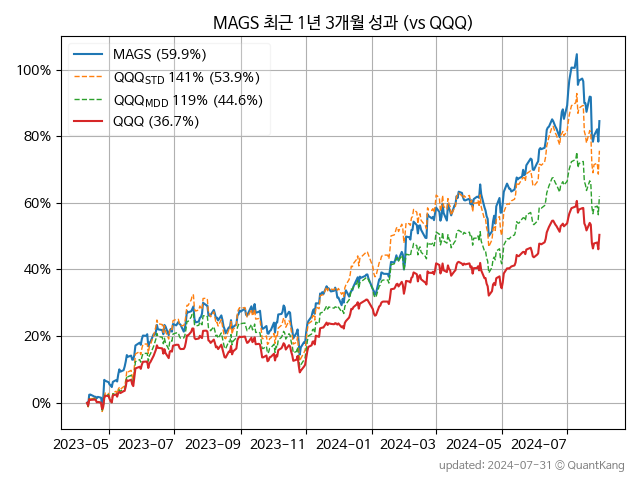 MAGS 최근 1년 3개월 성과 (vs QQQ)
MAGS (59.9%)
QQQSTD 141% (53.9%)
QQQMDD 119% (44.6%)
QQQ (36.7%)
100%
80%
60%
40%
20%
0%
2023-05 2023-07 2023-09 2023-11 2024-01 2024-03 2024-05 2024-07
updated: 2024-07-31 © QuantKang